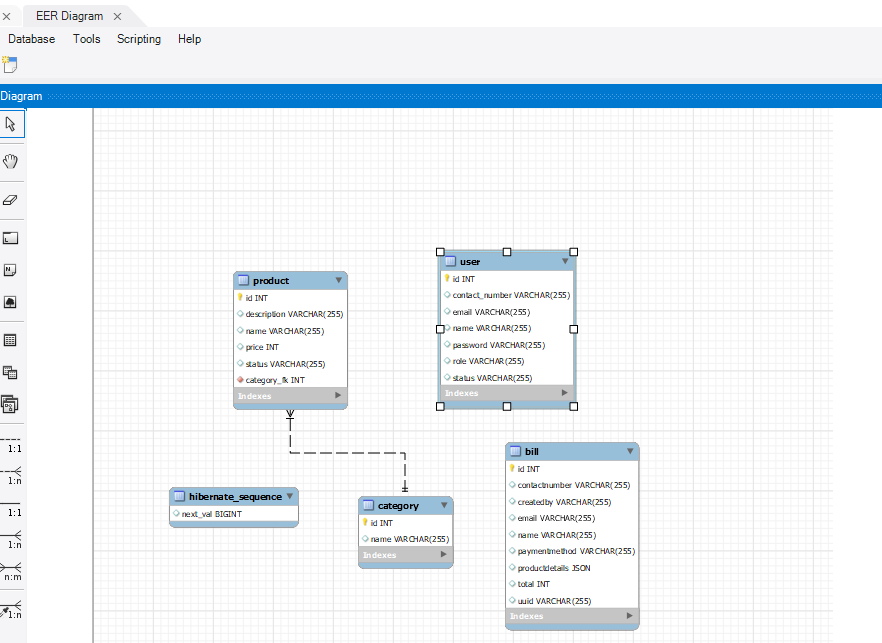 EER Diagram
Database Tools Scripting Help
Diagram
product
id INT
description VARCHAR(255)
name VARCHAR(255)
price INT
status VARCHAR(255)
category_fk INT
Indexes
user
id INT
contact_number VARCHAR(255)
email VARCHAR(255)
name VARCHAR(255)
password VARCHAR(255)
role VARCHAR(255)
status VARCHAR(255)
Indexes
hibernate_sequence
next_val BIGINT
category
id INT
name VARCHAR(255)
Indexes
bill
id INT
contactnumber VARCHAR(255)
createdby VARCHAR(255)
email VARCHAR(255)
name VARCHAR(255)
paymentmethod VARCHAR(255)
productdetails JSON
total INT
uuid VARCHAR(255)
Indexes
1:1
1:n
1:1
1:n
n:m
1:n